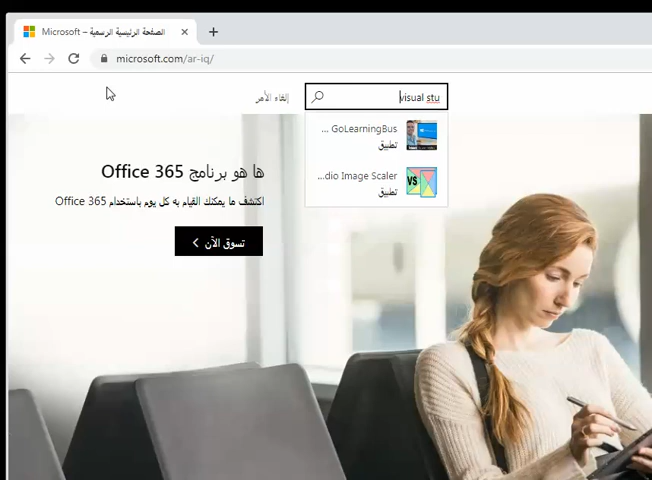 Microsoft – الصفحة الرئيسية الرسمية
microsoft.com/ar-iq/
إلغاء الأمر
visual stu
GoLearningBus ...
تطبيق
...dio Image Scaler
تطبيق
VS
ها هو برنامج Office 365
اكتشف ما يمكنك القيام به كل يوم باستخدام Office 365
تسوق الآن